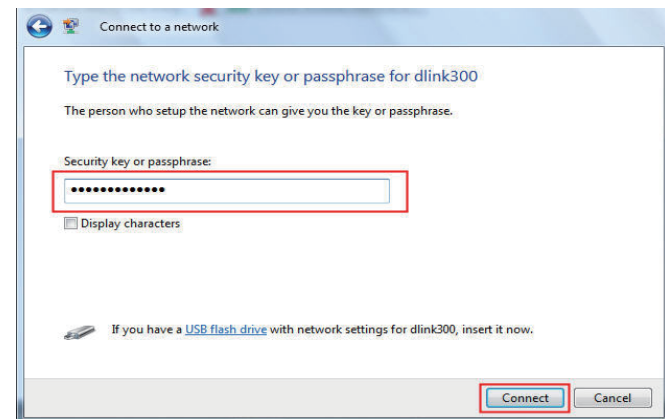 Connect to a network
Type the network security key or passphrase for dlink300
The person who setup the network can give you the key or passphrase.
Security key or passphrase:
•••••••••••••
Display characters
If you have a USB flash drive with network settings for dlink300, insert it now.
Connect Cancel